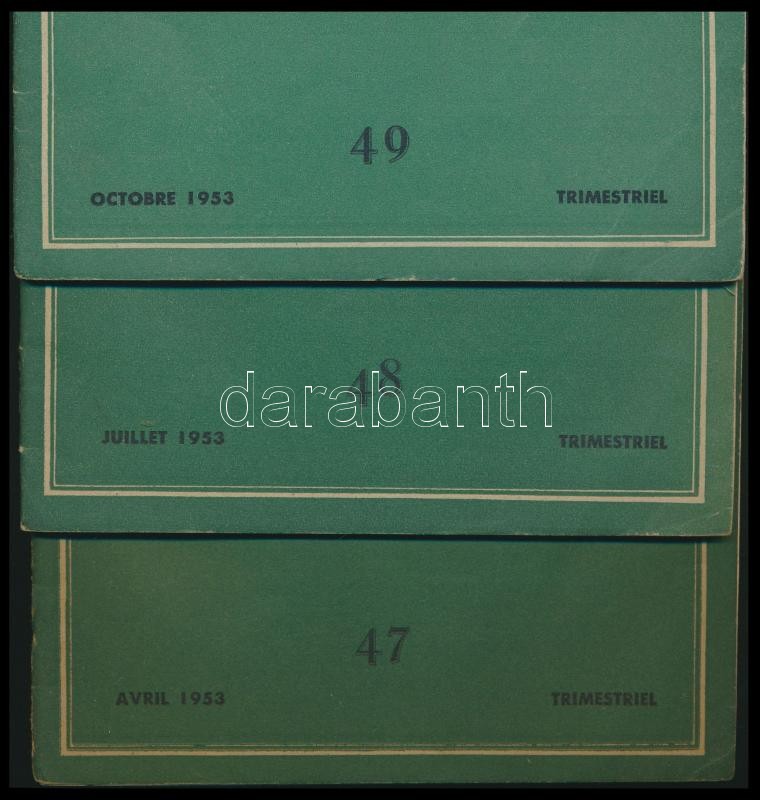 49
OCTOBRE 1953 TRIMESTRIEL
48
darabanth
JUILLET 1953 TRIMESTRIEL
47
AVRIL 1953 TRIMESTRIEL